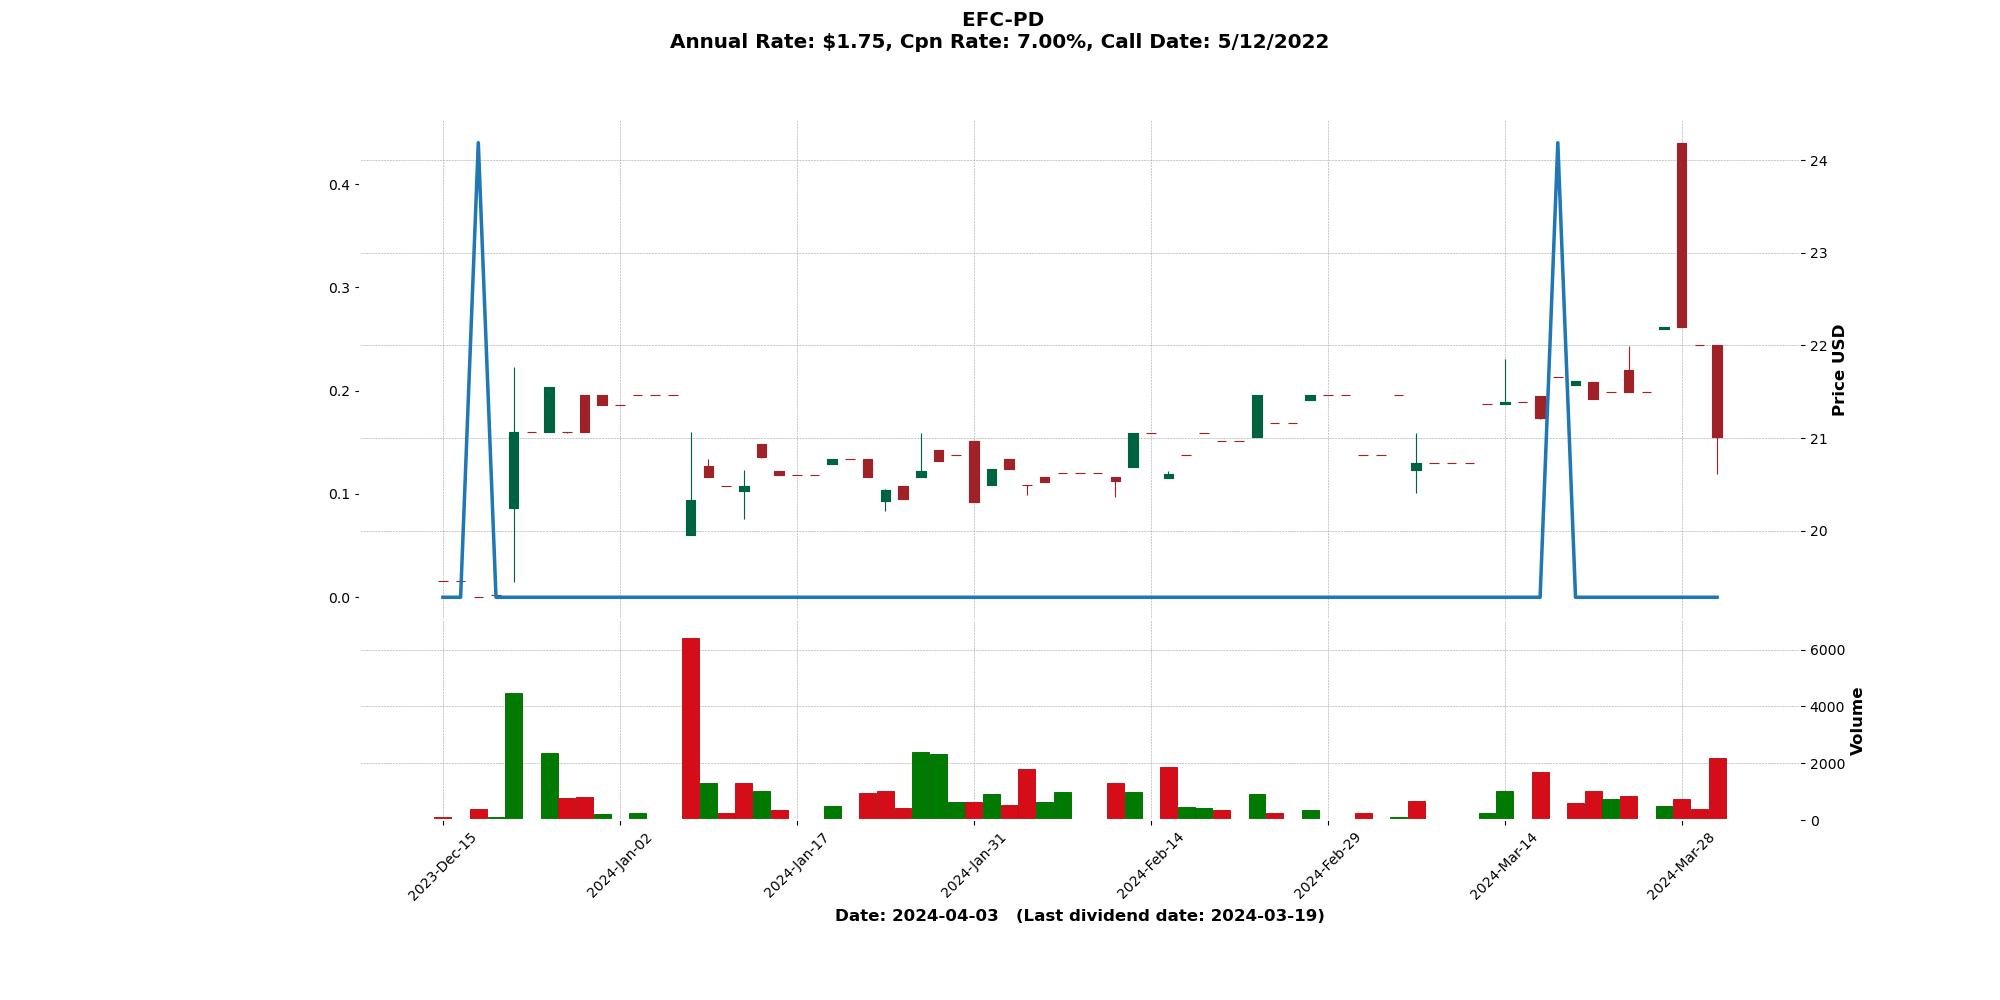 EFC-PD
Annual Rate: $1.75, Cpn Rate: 7.00%, Call Date: 5/12/2022
0.4
0.3
0.2
0.1
0.0
24
23
22
21
20
Price USD
6000
4000
2000
0
Volume
2023-Dec-15
2024-Jan-02
2024-Jan-17
2024-Jan-31
2024-Feb-14
2024-Feb-29
2024-Mar-14
2024-Mar-28
Date: 2024-04-03 (Last dividend date: 2024-03-19)